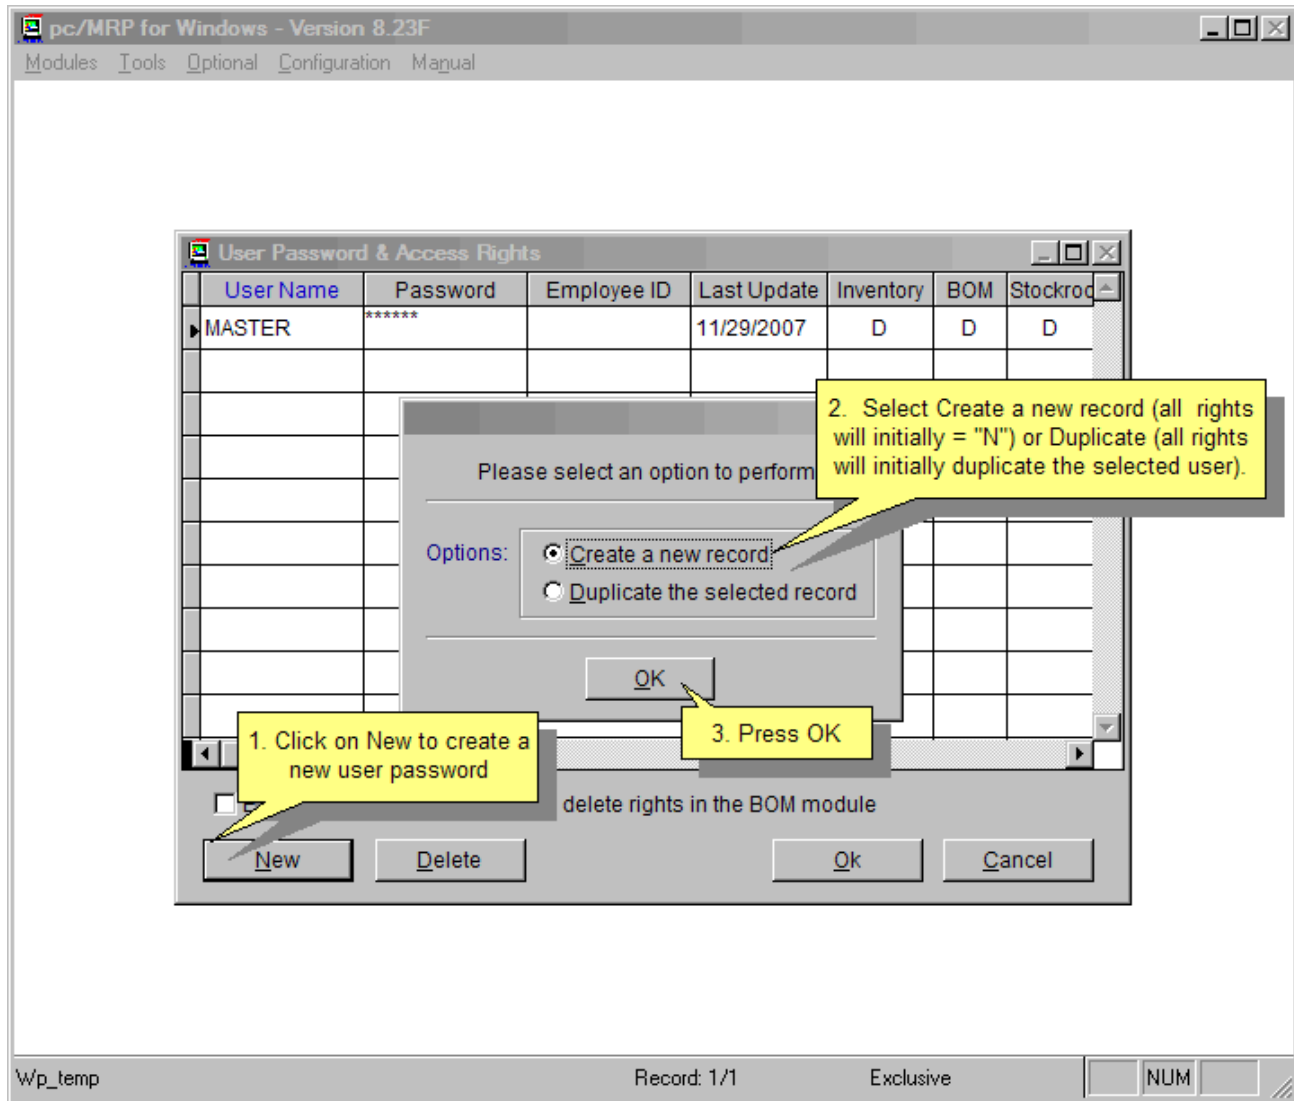 pc/MRP for Windows - Version 8.23F
Modules Tools Optional Configuration Manual
User Password & Access Rights
User Name Password Employee ID Last Update Inventory BOM Stockroo
MASTER ****** 11/29/2007 D D D
2. Select Create a new record (all rights
will initially = "N") or Duplicate (all rights
will initially duplicate the selected user).
Please select an option to perform
Options:
Create a new record
Duplicate the selected record
OK
3. Press OK
1. Click on New to create a
new user password
delete rights in the BOM module
New Delete Ok Cancel
Wp_temp Record: 1/1 Exclusive NUM